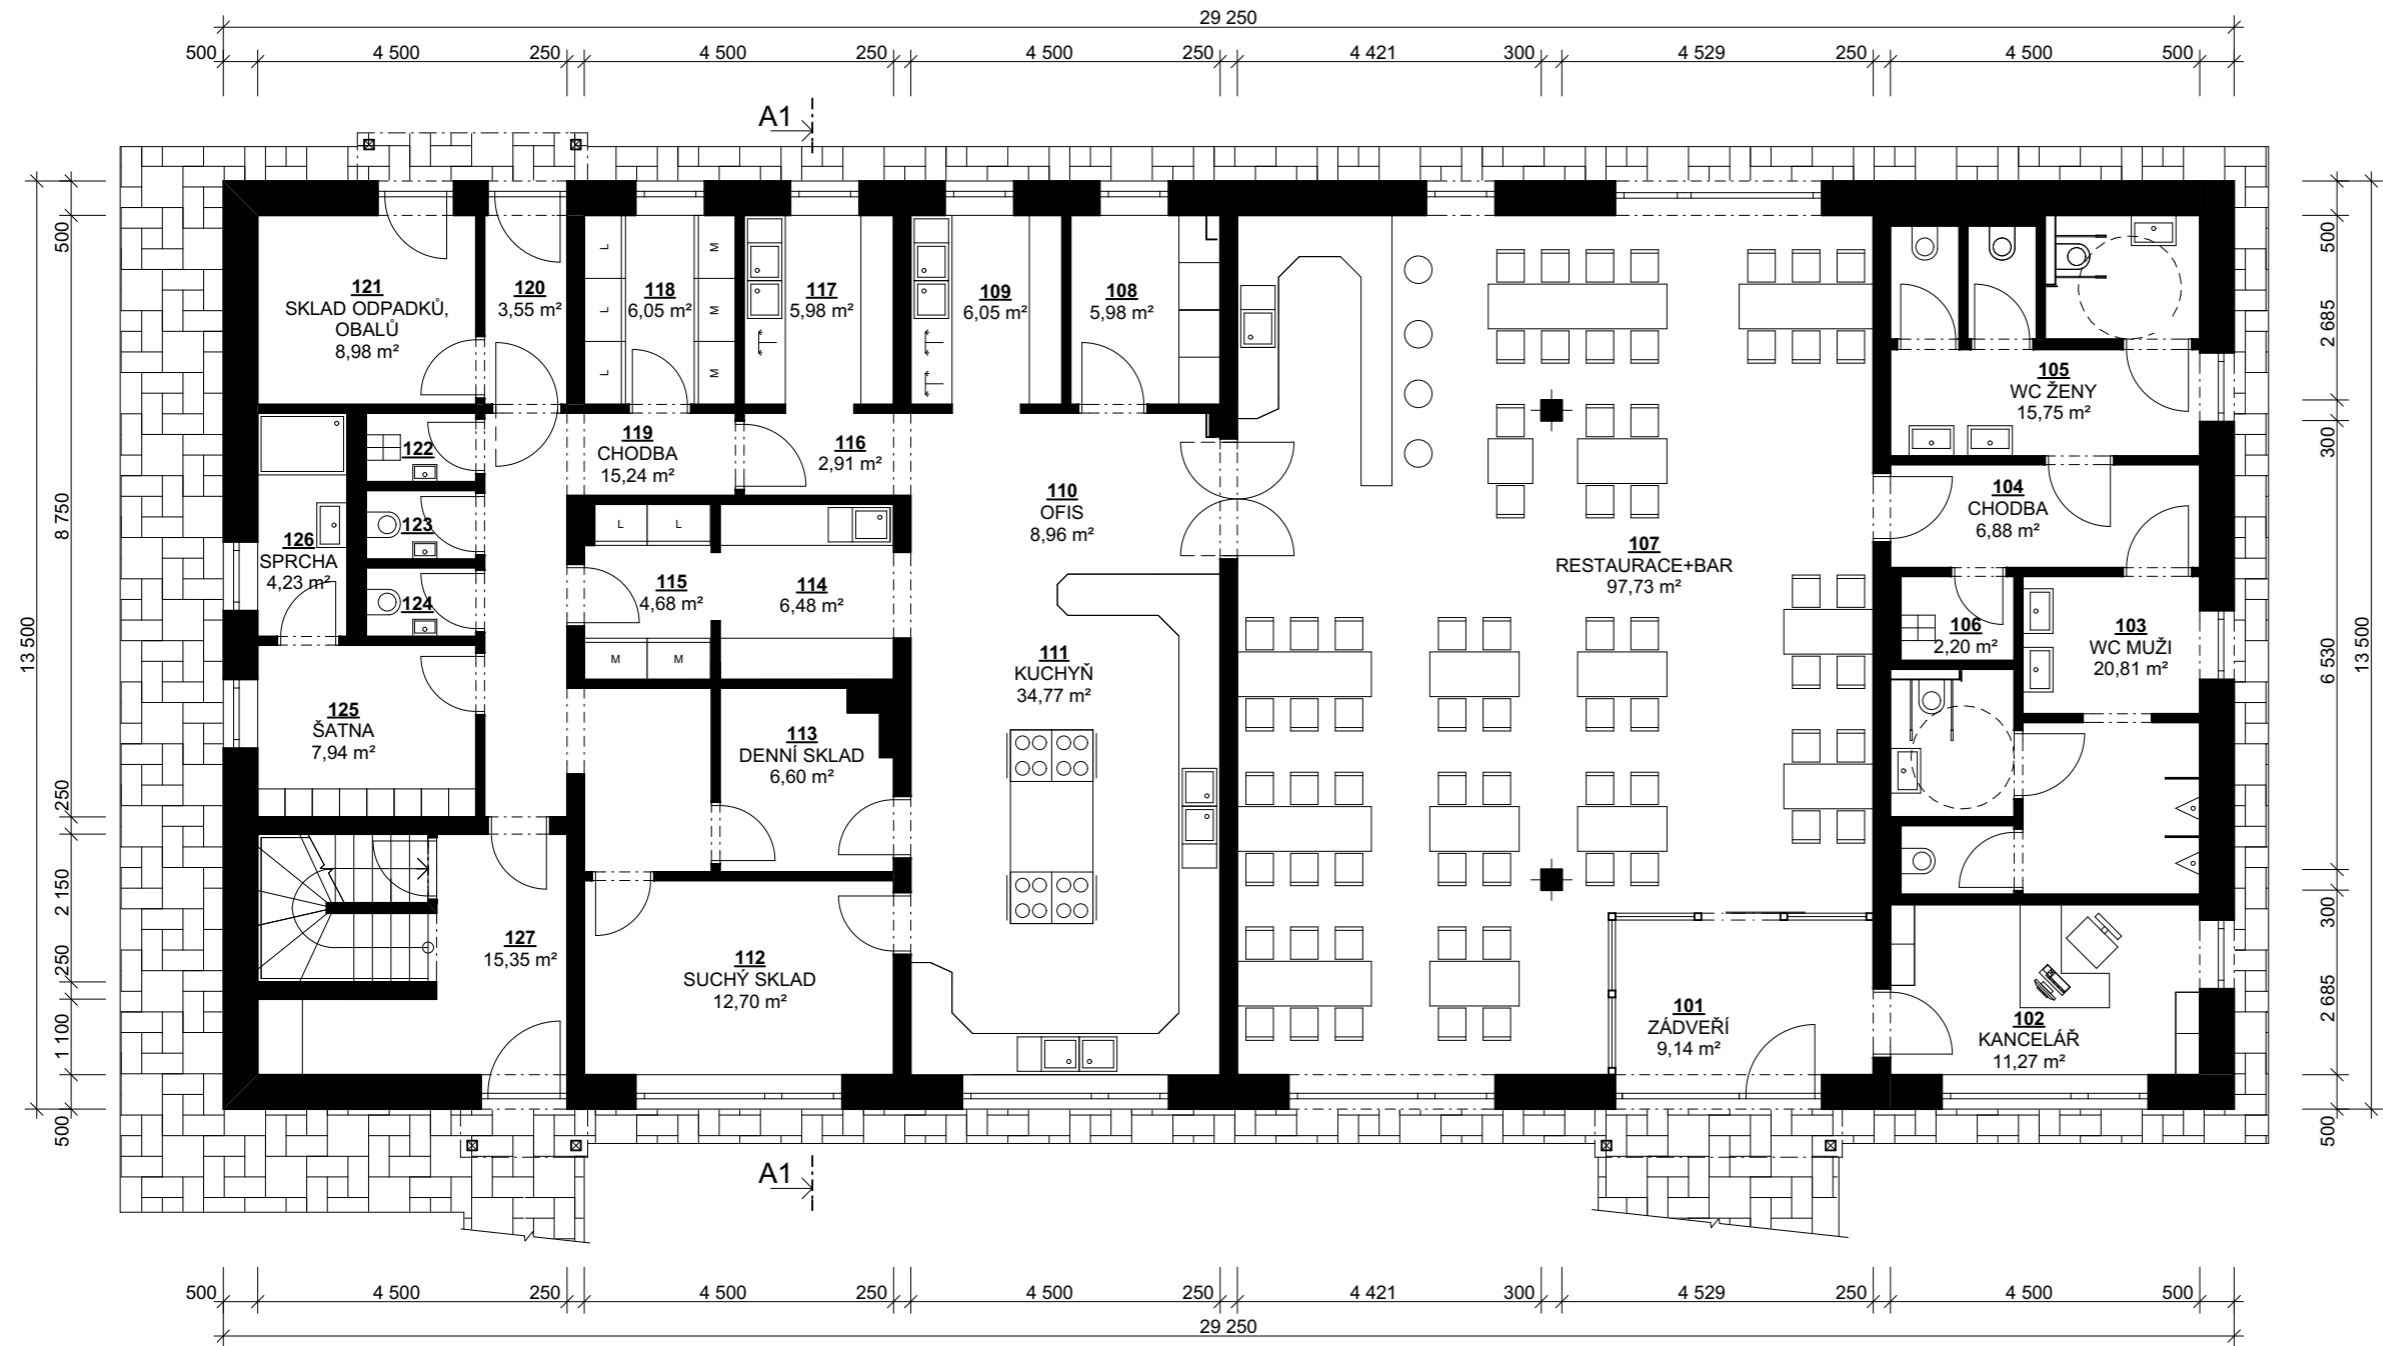 29 250
500 4 500 250 4 500 250 4 500 250 4 421 300 4 529 250 4 500 500
A1
500
8 750
250
2 150
250
1 100
500
13 500
121
SKLAD ODPADKŮ,
OBALŮ
8,98 m²
120
3,55 m²
L
L
L
118
6,05 m²
M
M
M
117
5,98 m²
109
6,05 m²
108
5,98 m²
122
119
CHODBA
15,24 m²
116
2,91 m²
110
OFIS
8,96 m²
123
126
SPRCHA
4,23 m²
124
L L
115
4,68 m²
M M
114
6,48 m²
107
RESTAURACE+BAR
97,73 m²
105
WC ŽENY
15,75 m²
104
CHODBA
6,88 m²
106
2,20 m²
103
WC MUŽI
20,81 m²
125
ŠATNA
7,94 m²
113
DENNÍ SKLAD
6,60 m²
111
KUCHYŇ
34,77 m²
127
15,35 m²
112
SUCHÝ SKLAD
12,70 m²
101
ZÁDVEŘÍ
9,14 m²
102
KANCELÁŘ
11,27 m²
500
2 685
300
6 530
300
2 685
500
13 500
A1
500 4 500 250 4 500 250 4 500 250 4 421 300 4 529 250 4 500 500
29 250